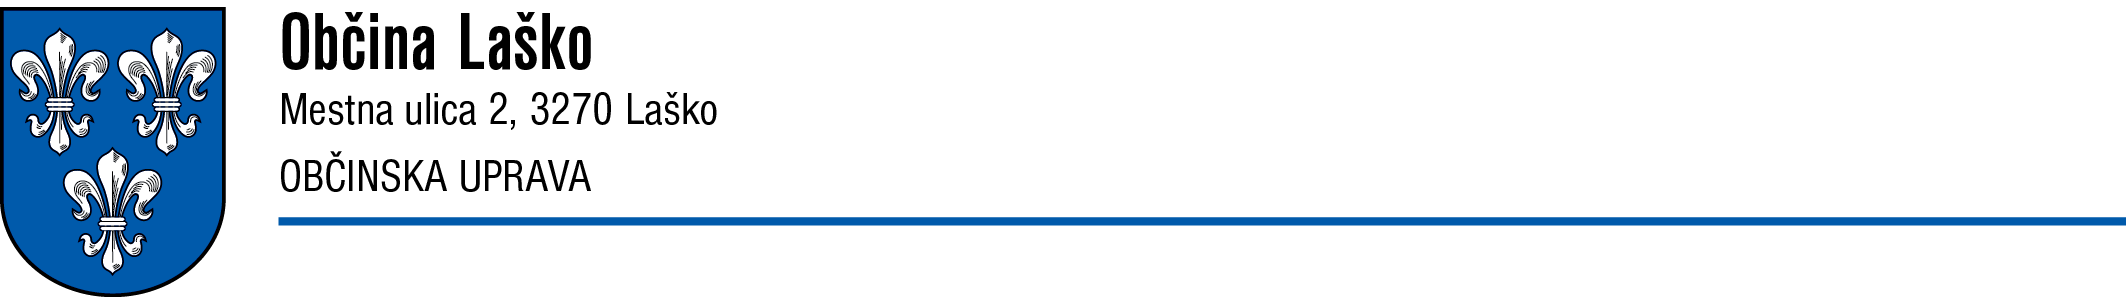 Občina Laško
Mestna ulica 2, 3270 Laško
OBČINSKA UPRAVA